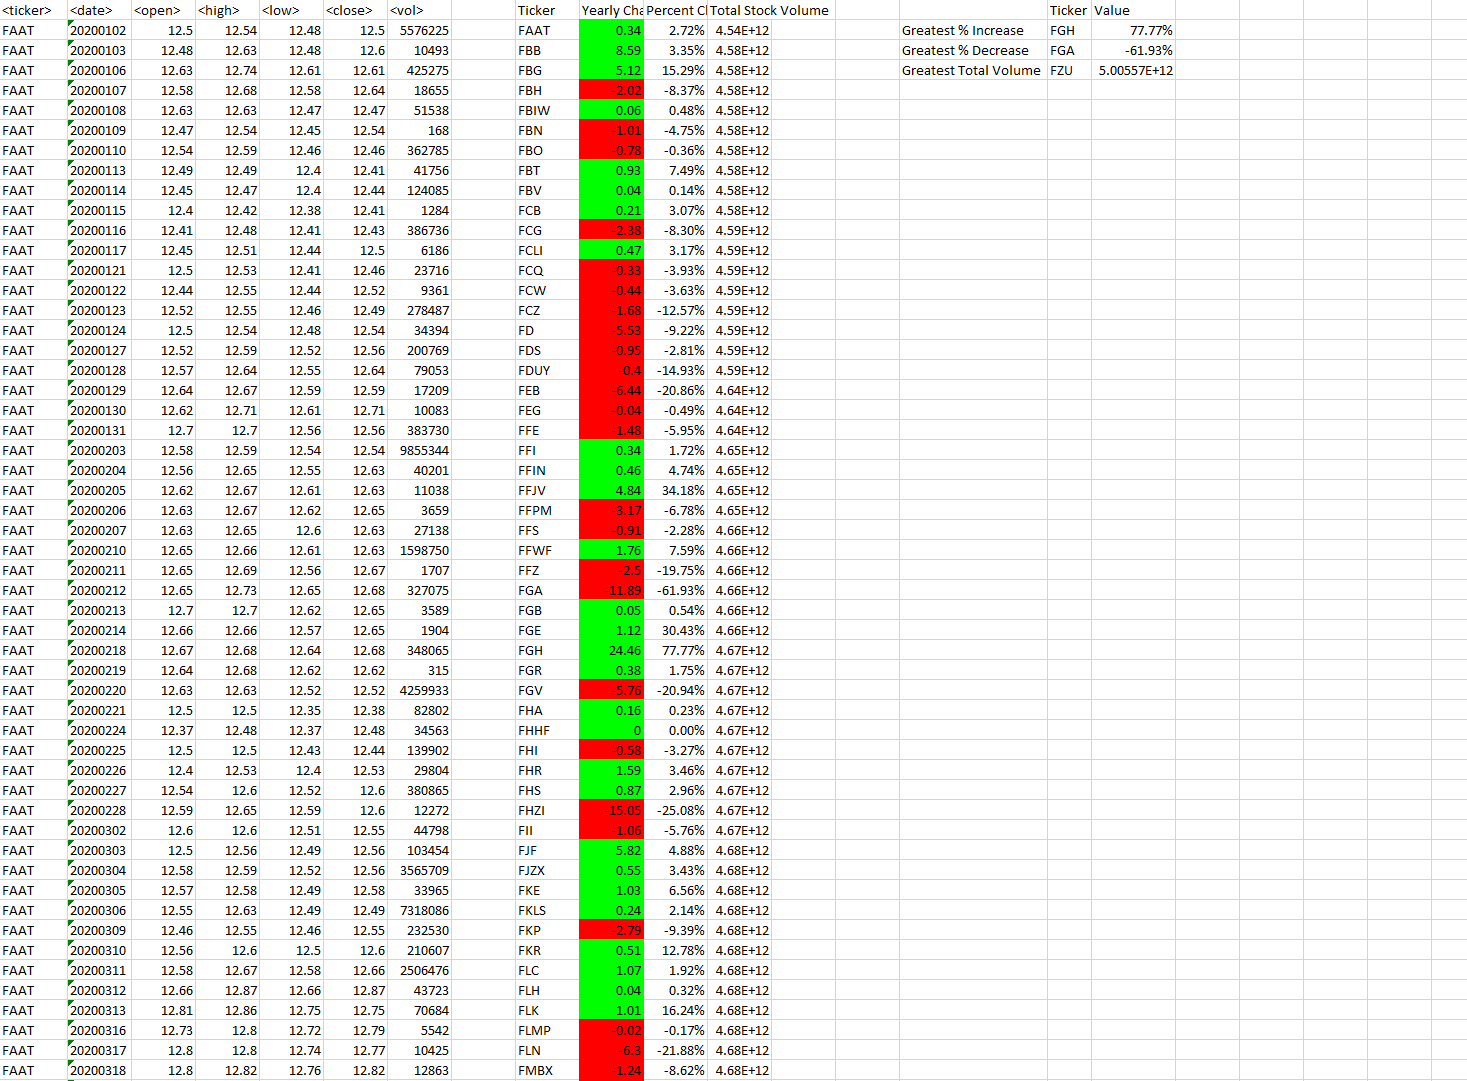 <ticker> <date> <open> <high> <low> <close> <vol> Ticker Yearly Cha Percent Cl Total Stock Volume Ticker Value
FAAT 20200102 12.5 12.54 12.48 12.5 5576225 FAAT 0.34 2.72% 4.54E+12 Greatest % Increase FGH 77.77%
FAAT 20200103 12.48 12.63 12.48 12.6 10493 FBB 8.59 3.35% 4.58E+12 Greatest % Decrease FGA -61.93%
FAAT 20200106 12.63 12.74 12.61 12.61 425275 FBG 5.12 15.29% 4.58E+12 Greatest Total Volume FZU 5.00557E+12
FAAT 20200107 12.58 12.68 12.58 12.64 18655 FBH -2.02 -8.37% 4.58E+12
FAAT 20200108 12.63 12.63 12.47 12.47 51538 FBIW 0.06 0.48% 4.58E+12
FAAT 20200109 12.47 12.54 12.45 12.54 168 FBN -1.01 -4.75% 4.58E+12
FAAT 20200110 12.54 12.59 12.46 12.46 362785 FBO -0.78 -0.36% 4.58E+12
FAAT 20200113 12.49 12.49 12.4 12.41 41756 FBT 0.93 7.49% 4.58E+12
FAAT 20200114 12.45 12.47 12.4 12.44 124085 FBV 0.04 0.14% 4.58E+12
FAAT 20200115 12.4 12.42 12.38 12.41 1284 FCB 0.21 3.07% 4.58E+12
FAAT 20200116 12.41 12.48 12.41 12.43 386736 FCG -2.38 -8.30% 4.59E+12
FAAT 20200117 12.45 12.51 12.44 12.5 6186 FCLI 0.47 3.17% 4.59E+12
FAAT 20200121 12.5 12.53 12.41 12.46 23716 FCQ -0.33 -3.93% 4.59E+12
FAAT 20200122 12.44 12.55 12.44 12.52 9361 FCW -0.44 -3.63% 4.59E+12
FAAT 20200123 12.52 12.55 12.46 12.49 278487 FCZ -1.68 -12.57% 4.59E+12
FAAT 20200124 12.5 12.54 12.48 12.54 34394 FD -5.53 -9.22% 4.59E+12
FAAT 20200127 12.52 12.59 12.52 12.56 200769 FDS -0.95 -2.81% 4.59E+12
FAAT 20200128 12.57 12.64 12.55 12.64 79053 FDUY -0.4 -14.93% 4.59E+12
FAAT 20200129 12.64 12.67 12.59 12.59 17209 FEB -6.44 -20.86% 4.64E+12
FAAT 20200130 12.62 12.71 12.61 12.71 10083 FEG -0.04 -0.49% 4.64E+12
FAAT 20200131 12.7 12.7 12.56 12.56 383730 FFE -1.48 -5.95% 4.64E+12
FAAT 20200203 12.58 12.59 12.54 12.54 9855344 FFI 0.34 1.72% 4.65E+12
FAAT 20200204 12.56 12.65 12.55 12.63 40201 FFIN 0.46 4.74% 4.65E+12
FAAT 20200205 12.62 12.67 12.61 12.63 11038 FFJV 4.84 34.18% 4.65E+12
FAAT 20200206 12.63 12.67 12.62 12.65 3659 FFPM -3.17 -6.78% 4.65E+12
FAAT 20200207 12.63 12.65 12.6 12.63 27138 FFS -0.91 -2.28% 4.66E+12
FAAT 20200210 12.65 12.66 12.61 12.63 1598750 FFWF 1.76 7.59% 4.66E+12
FAAT 20200211 12.65 12.69 12.56 12.67 1707 FFZ -2.5 -19.75% 4.66E+12
FAAT 20200212 12.65 12.73 12.65 12.68 327075 FGA -11.89 -61.93% 4.66E+12
FAAT 20200213 12.7 12.7 12.62 12.65 3589 FGB 0.05 0.54% 4.66E+12
FAAT 20200214 12.66 12.66 12.57 12.65 1904 FGE 1.12 30.43% 4.66E+12
FAAT 20200218 12.67 12.68 12.64 12.68 348065 FGH 24.46 77.77% 4.67E+12
FAAT 20200219 12.64 12.68 12.62 12.62 315 FGR 0.38 1.75% 4.67E+12
FAAT 20200220 12.63 12.63 12.52 12.52 4259933 FGV -5.76 -20.94% 4.67E+12
FAAT 20200221 12.5 12.5 12.35 12.38 82802 FHA 0.16 0.23% 4.67E+12
FAAT 20200224 12.37 12.48 12.37 12.48 34563 FHHF 0 0.00% 4.67E+12
FAAT 20200225 12.5 12.5 12.43 12.44 139902 FHI -0.58 -3.27% 4.67E+12
FAAT 20200226 12.4 12.53 12.4 12.53 29804 FHR 1.59 3.46% 4.67E+12
FAAT 20200227 12.54 12.6 12.52 12.6 380865 FHS 0.87 2.96% 4.67E+12
FAAT 20200228 12.59 12.65 12.59 12.6 12272 FHZI -15.05 -25.08% 4.67E+12
FAAT 20200302 12.6 12.6 12.51 12.55 44798 FII -1.06 -5.76% 4.67E+12
FAAT 20200303 12.5 12.56 12.49 12.56 103454 FJF 5.82 4.88% 4.68E+12
FAAT 20200304 12.58 12.59 12.52 12.56 3565709 FJZX 0.55 3.43% 4.68E+12
FAAT 20200305 12.57 12.58 12.49 12.58 33965 FKE 1.03 6.56% 4.68E+12
FAAT 20200306 12.55 12.63 12.49 12.49 7318086 FKLS 0.24 2.14% 4.68E+12
FAAT 20200309 12.46 12.55 12.46 12.55 232530 FKP -2.79 -9.39% 4.68E+12
FAAT 20200310 12.56 12.6 12.5 12.6 210607 FKR 0.51 12.78% 4.68E+12
FAAT 20200311 12.58 12.67 12.58 12.66 2506476 FLC 1.07 1.92% 4.68E+12
FAAT 20200312 12.66 12.87 12.66 12.87 43723 FLH 0.04 0.32% 4.68E+12
FAAT 20200313 12.81 12.86 12.75 12.75 70684 FLK 1.01 16.24% 4.68E+12
FAAT 20200316 12.73 12.8 12.72 12.79 5542 FLMP -0.02 -0.17% 4.68E+12
FAAT 20200317 12.8 12.8 12.74 12.77 10425 FLN -6.3 -21.88% 4.68E+12
FAAT 20200318 12.8 12.82 12.76 12.82 12863 FMBX -1.24 -8.62% 4.68E+12